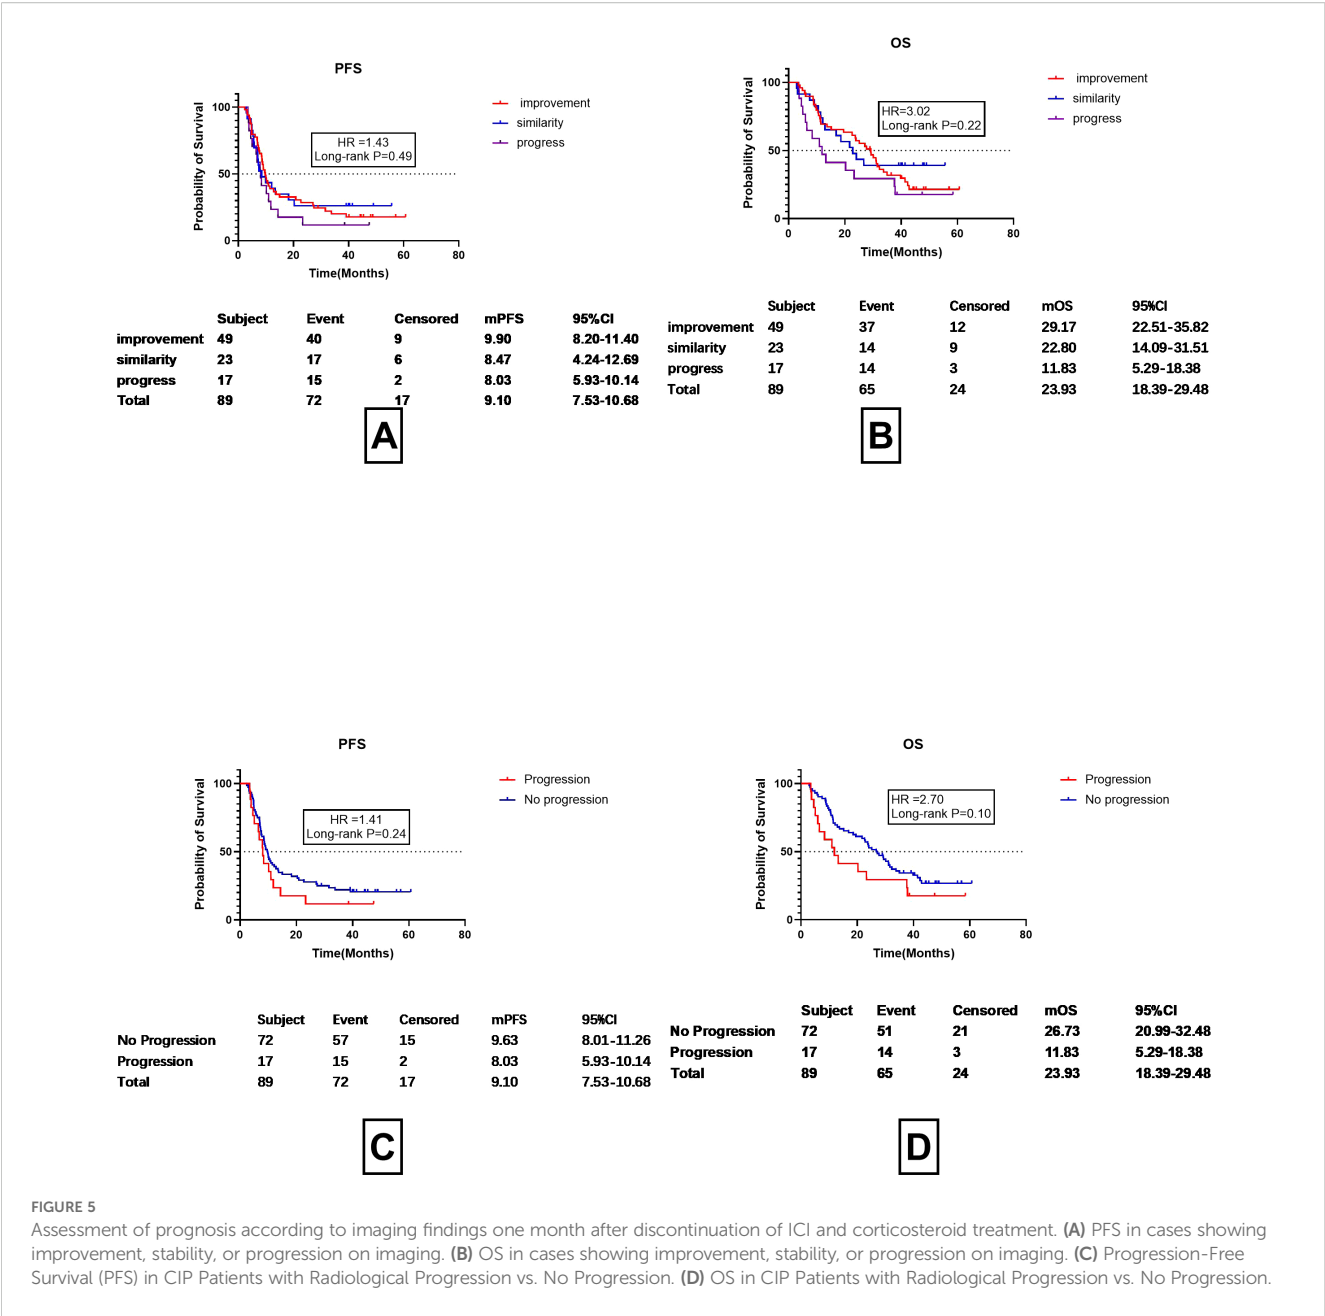 PFS
Probability of Survival
100
50
0
0 20 40 60 80
Time(Months)
HR =1.43
Long-rank P=0.49
improvement
similarity
progress
Subject Event Censored mPFS 95%CI
improvement 49 40 9 9.90 8.20-11.40
similarity 23 17 6 8.47 4.24-12.69
progress 17 15 2 8.03 5.93-10.14
Total 89 72 17 9.10 7.53-10.68
A
OS
Probability of Survival
100
50
0
0 20 40 60 80
Time(Months)
HR=3.02
Long-rank P=0.22
improvement
similarity
progress
Subject Event Censored mOS 95%CI
improvement 49 37 12 29.17 22.51-35.82
similarity 23 14 9 22.80 14.09-31.51
progress 17 14 3 11.83 5.29-18.38
Total 89 65 24 23.93 18.39-29.48
B
PFS
Probability of Survival
100
50
0
0 20 40 60 80
Time(Months)
HR =1.41
Long-rank P=0.24
Progression
No progression
Subject Event Censored mPFS 95%CI
No Progression 72 57 15 9.63 8.01-11.26
Progression 17 15 2 8.03 5.93-10.14
Total 89 72 17 9.10 7.53-10.68
C
OS
Probability of Survival
100
50
0
0 20 40 60 80
Time(Months)
HR =2.70
Long-rank P=0.10
Progression
No progression
Subject Event Censored mOS 95%CI
No Progression 72 51 21 26.73 20.99-32.48
Progression 17 14 3 11.83 5.29-18.38
Total 89 65 24 23.93 18.39-29.48
D
FIGURE 5
Assessment of prognosis according to imaging findings one month after discontinuation of ICI and corticosteroid treatment. (A) PFS in cases showing
improvement, stability, or progression on imaging. (B) OS in cases showing improvement, stability, or progression on imaging. (C) Progression-Free
Survival (PFS) in CIP Patients with Radiological Progression vs. No Progression. (D) OS in CIP Patients with Radiological Progression vs. No Progression.